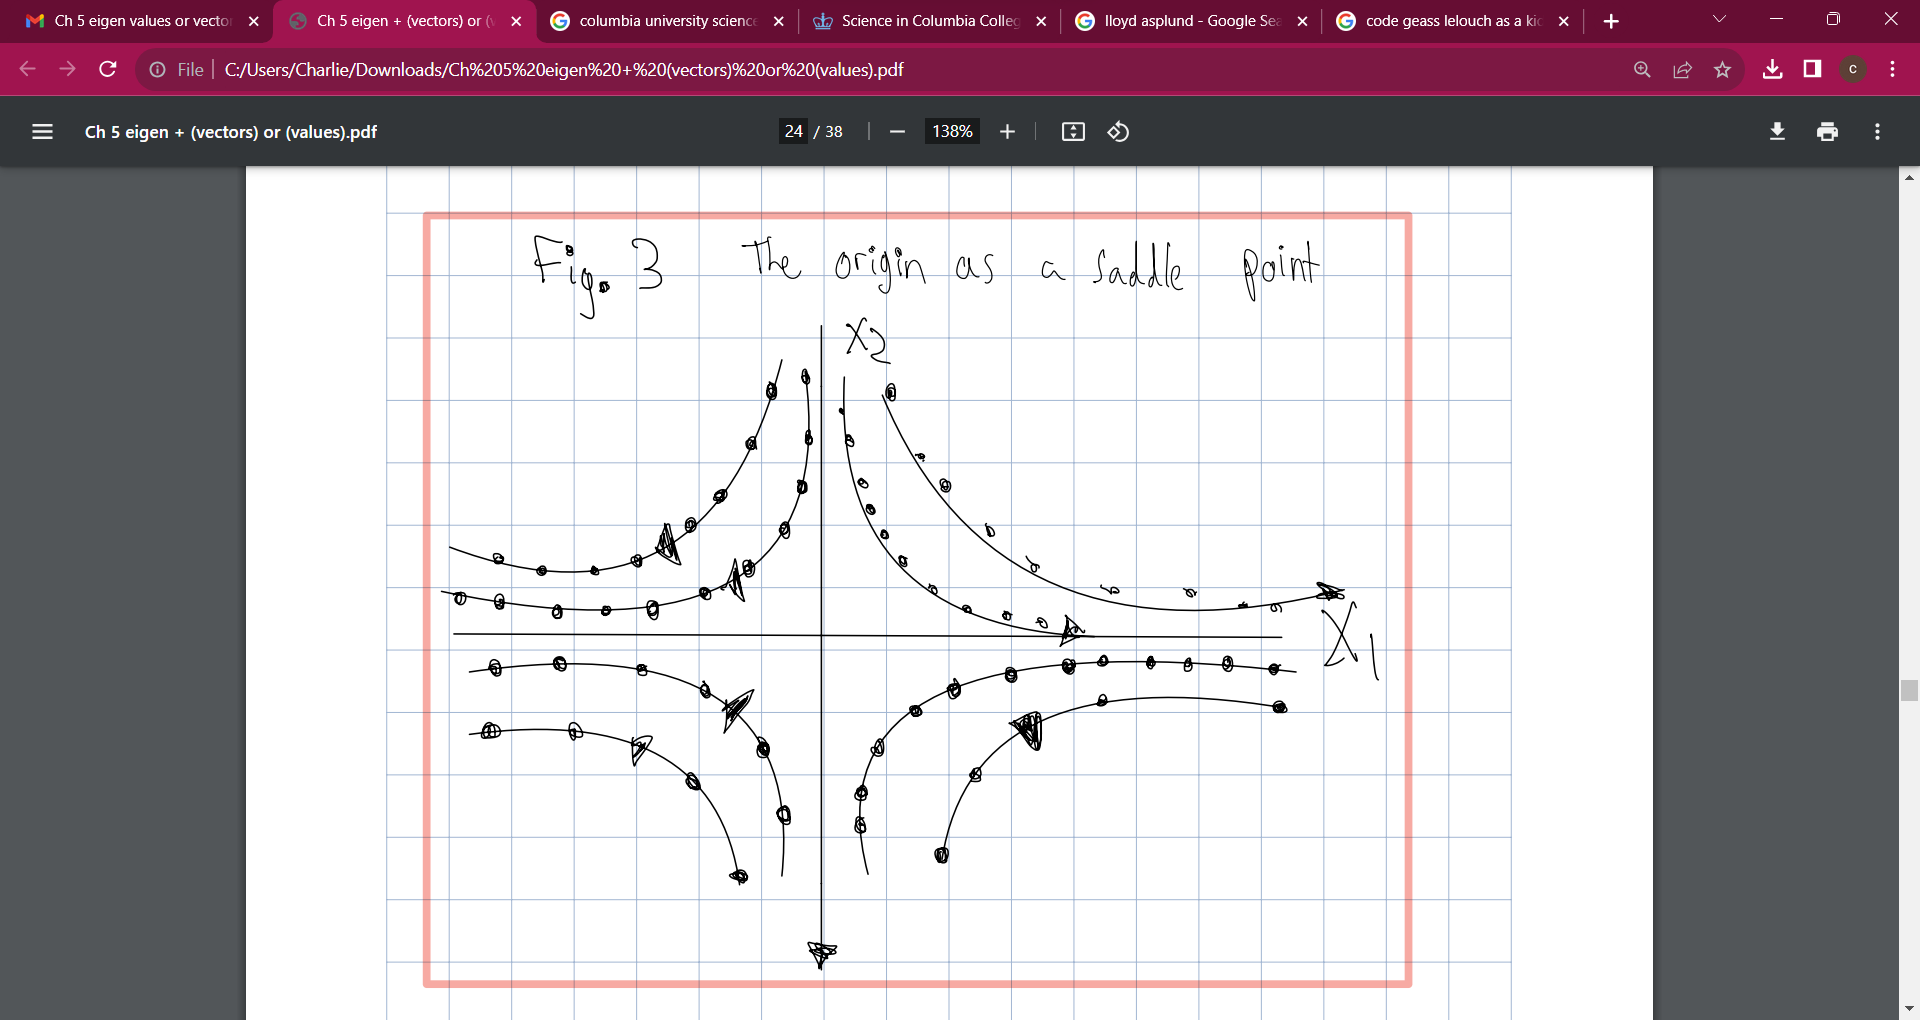 Ch 5 eigen values or vector
Ch 5 eigen + (vectors) or (v
columbia university science
Science in Columbia Colleg
lloyd asplund - Google Sea
code geass lelouch as a kid
File
C:/Users/Charlie/Downloads/Ch%205%20eigen%20+%20(vectors)%20or%20(values).pdf
c
Ch 5 eigen + (vectors) or (values).pdf
24 / 38
138%
Fig. 3 The origin as a saddle point
X2
X1